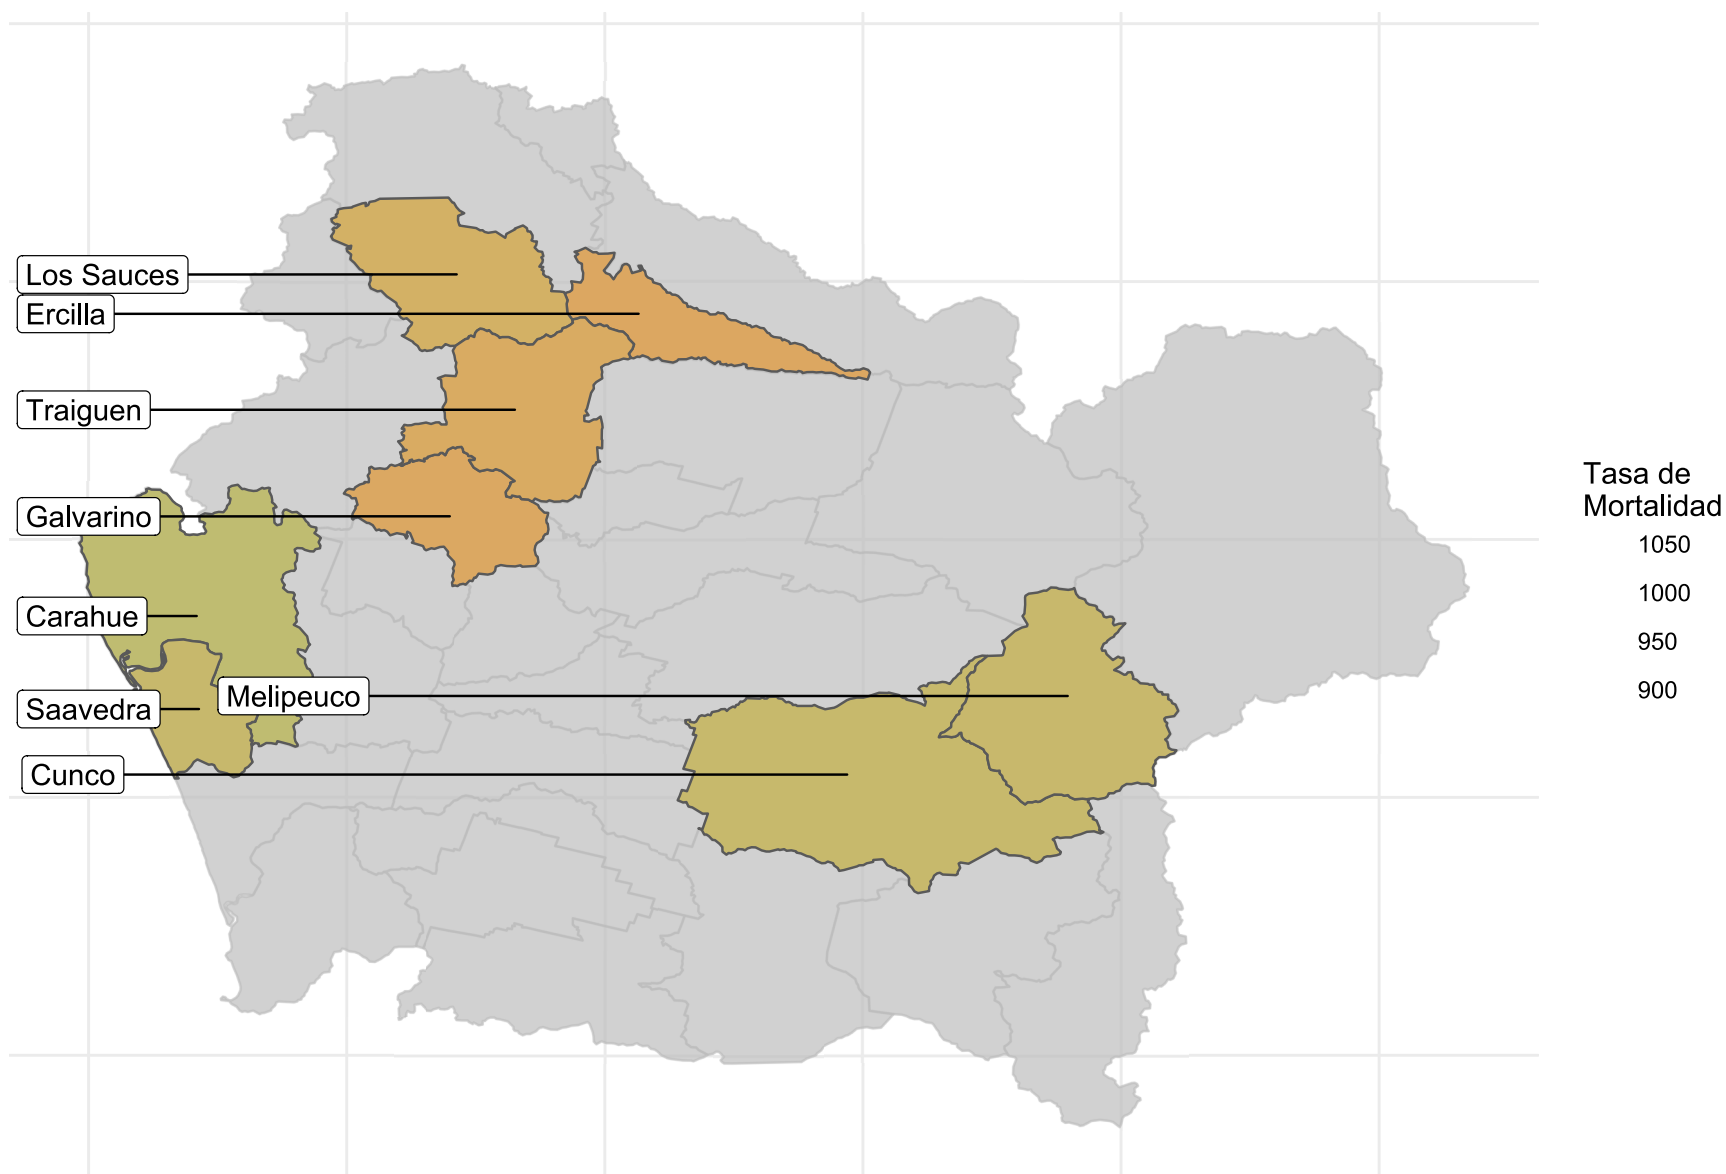 Los Sauces
Ercilla
Traiguen
Galvarino
Carahue
Saavedra
Melipeuco
Cunco
Tasa de
Mortalidad
1050
1000
950
900